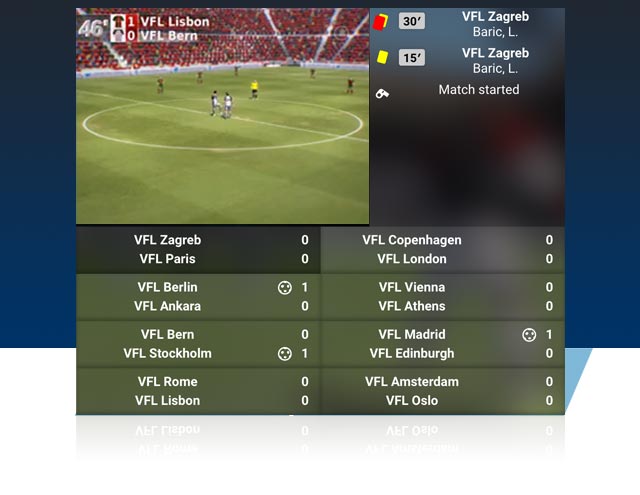 46'
1 VFL Lisbon
0 VFL Bern
30′ VFL Zagreb
Baric, L.
15′ VFL Zagreb
Baric, L.
Match started
VFL Zagreb 0
VFL Paris 0
VFL Copenhagen 0
VFL London 0
VFL Berlin 1
VFL Ankara 0
VFL Vienna 0
VFL Athens 0
VFL Bern 0
VFL Stockholm 1
VFL Madrid 1
VFL Edinburgh 0
VFL Rome 0
VFL Lisbon 0
VFL Amsterdam 0
VFL Oslo 0